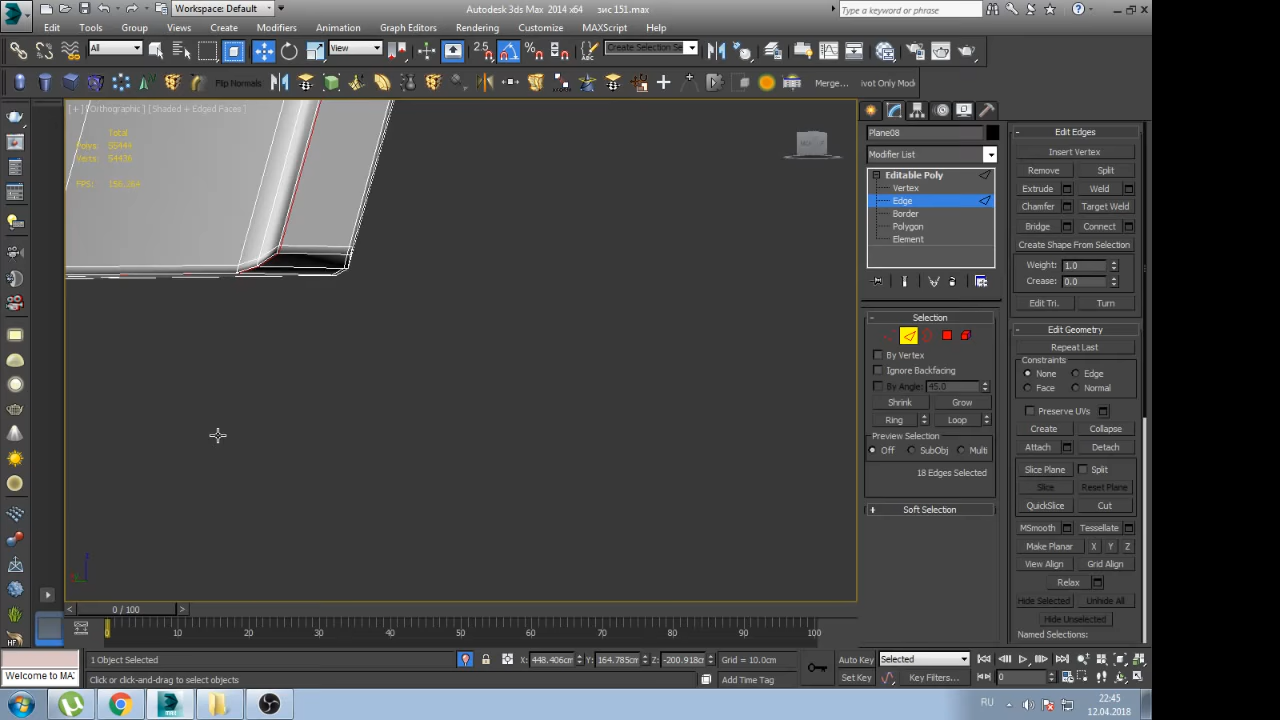 Workspace: Default
Autodesk 3ds Max 2014 x64 зис 151.max
Type a keyword or phrase
Edit Tools Group Views Create Modifiers Animation Graph Editors Rendering Customize MAXScript Help
All View 2.5 Create Selection Se
Flip Normals Merge... ivot Only Mod
[ + ] [ Orthographic ] [ Shaded + Edged Faces ]
Total
Polys: 55444
Verts: 54436
FPS: 156.364
Plane08
Modifier List
Editable Poly
Vertex
Edge
Border
Polygon
Element
Selection
By Vertex
Ignore Backfacing
By Angle: 45.0
Shrink Grow
Ring Loop
Preview Selection
Off SubObj Multi
18 Edges Selected
Soft Selection
Edit Edges
Insert Vertex
Remove Split
Extrude Weld
Chamfer Target Weld
Bridge Connect
Create Shape From Selection
Weight: 1.0
Crease: 0.0
Edit Tri. Turn
Edit Geometry
Repeat Last
Constraints
None Edge
Face Normal
Preserve UVs
Create Collapse
Attach Detach
Slice Plane Split
Slice Reset Plane
QuickSlice Cut
MSmooth Tessellate
Make Planar X Y Z
View Align Grid Align
Relax
Hide Selected Unhide All
Hide Unselected
Named Selections:
0 / 100
0 10 20 30 40 50 60 70 80 90 100
1 Object Selected X: 448.406cm Y: 164.785cm Z: -200.918cm Grid = 10.0cm Auto Key Selected
Welcome to MA Click or click-and-drag to select objects Add Time Tag Set Key Key Filters... 0
RU 22:45
12.04.2018